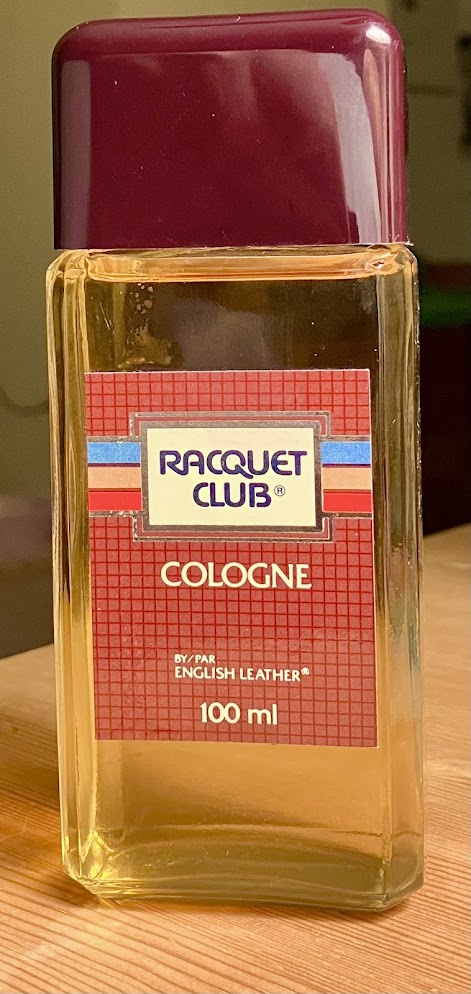 RACQUET
CLUB®
COLOGNE
BY/PAR
ENGLISH LEATHER®
100 ml